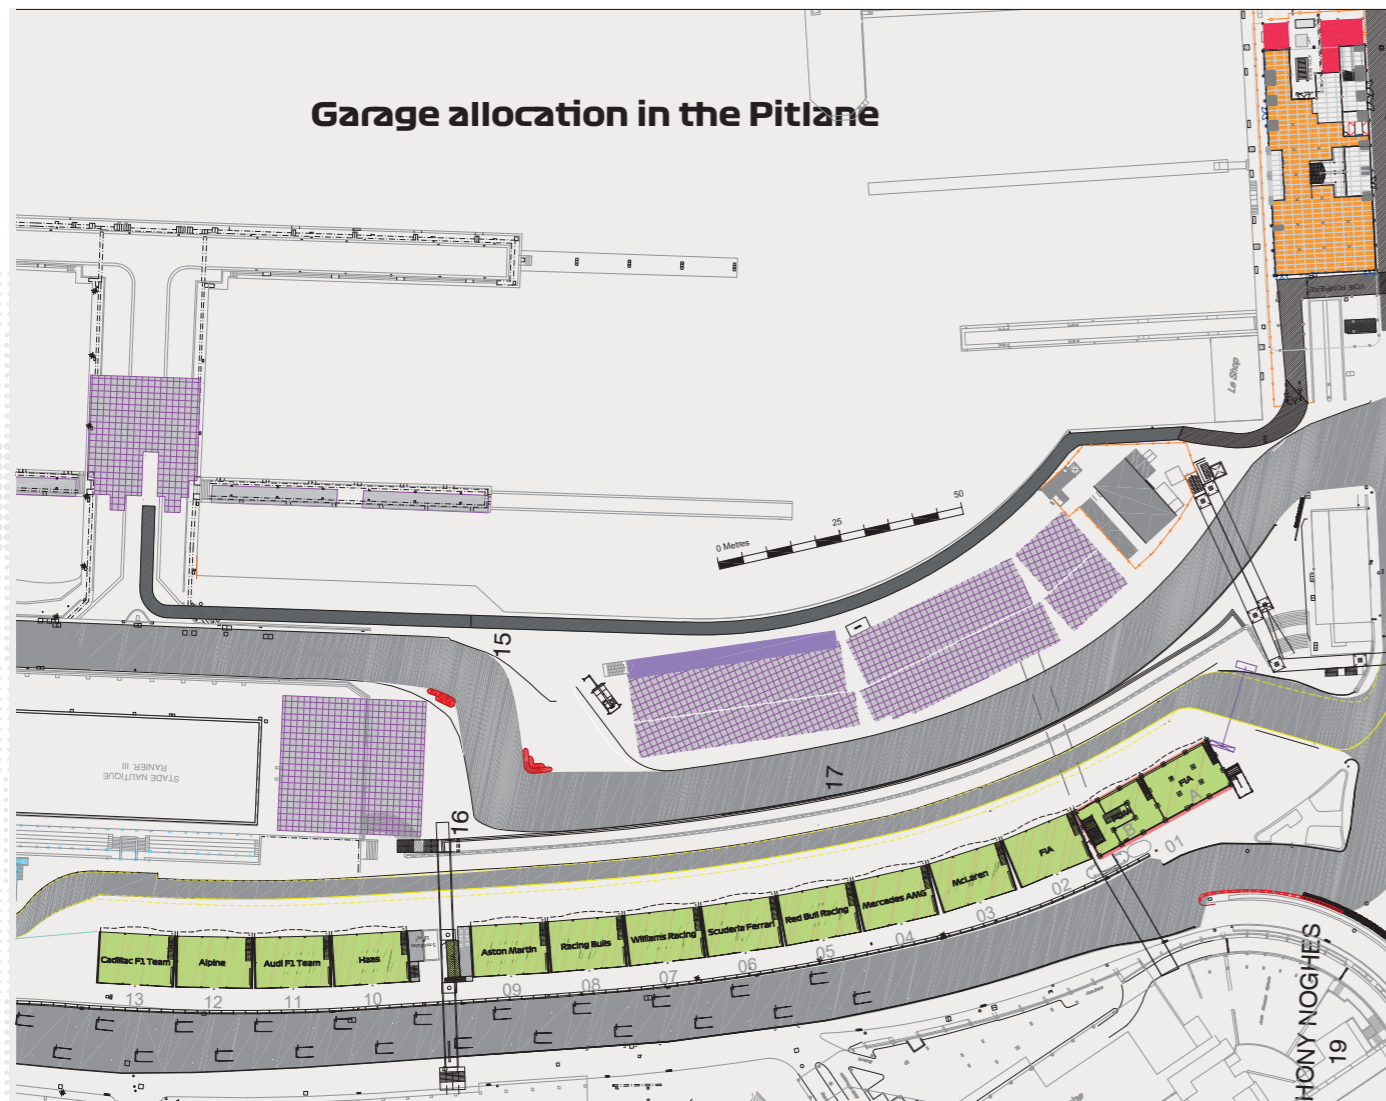 Garage allocation in the Pitlane
VOIE POMPIERS
Le Shop
0 Metres
25
50
15
STADE NAUTIQUE
RANIER III
17
16
FIA
A
B
01
FIA
02
McLaren
03
Mercedes AMG
04
Red Bull Racing
05
Scuderia Ferrari
06
Williams Racing
07
Racing Bulls
08
Aston Martin
09
Haas
10
Audi F1 Team
11
Alpine
12
Cadillac F1 Team
13
HONY NOGHES
19